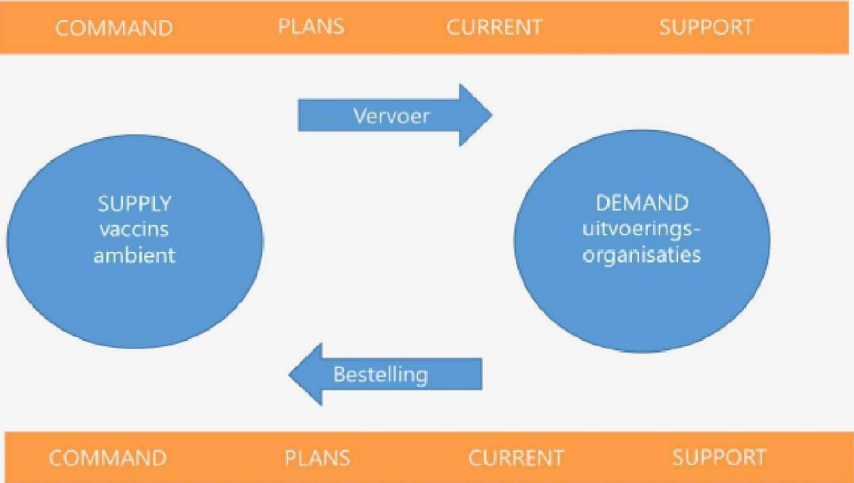 COMMAND PLANS CURRENT SUPPORT
Vervoer
SUPPLY
vaccins
ambient
DEMAND
uitvoerings-
organisaties
Bestelling
COMMAND PLANS CURRENT SUPPORT